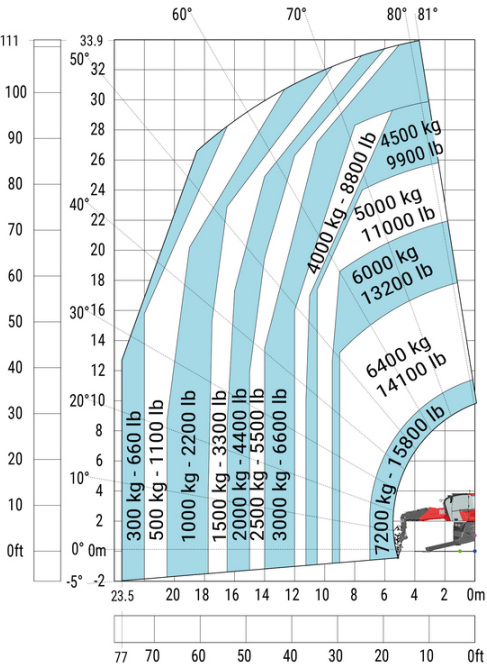 60° 70° 80° 81°
111 33.9
50°
32
100 30
28
90 26
80 24
40° 22
70 20
60 18
30° 16
50 14
40 12
20° 10
30 8
6
20 4
10° 2
10
0ft 0° 0m
-5° -2
4500 kg
9900 lb
4000 kg - 8800 lb
5000 kg
11000 lb
6000 kg
13200 lb
6400 kg
14100 lb
7200 kg - 15800 lb
300 kg - 660 lb
500 kg - 1100 lb
1000 kg - 2200 lb
1500 kg - 3300 lb
2000 kg - 4400 lb
2500 kg - 5500 lb
3000 kg - 6600 lb
23.5 20 18 16 14 12 10 8 6 4 2 0m
77 70 60 50 40 30 20 10 0ft